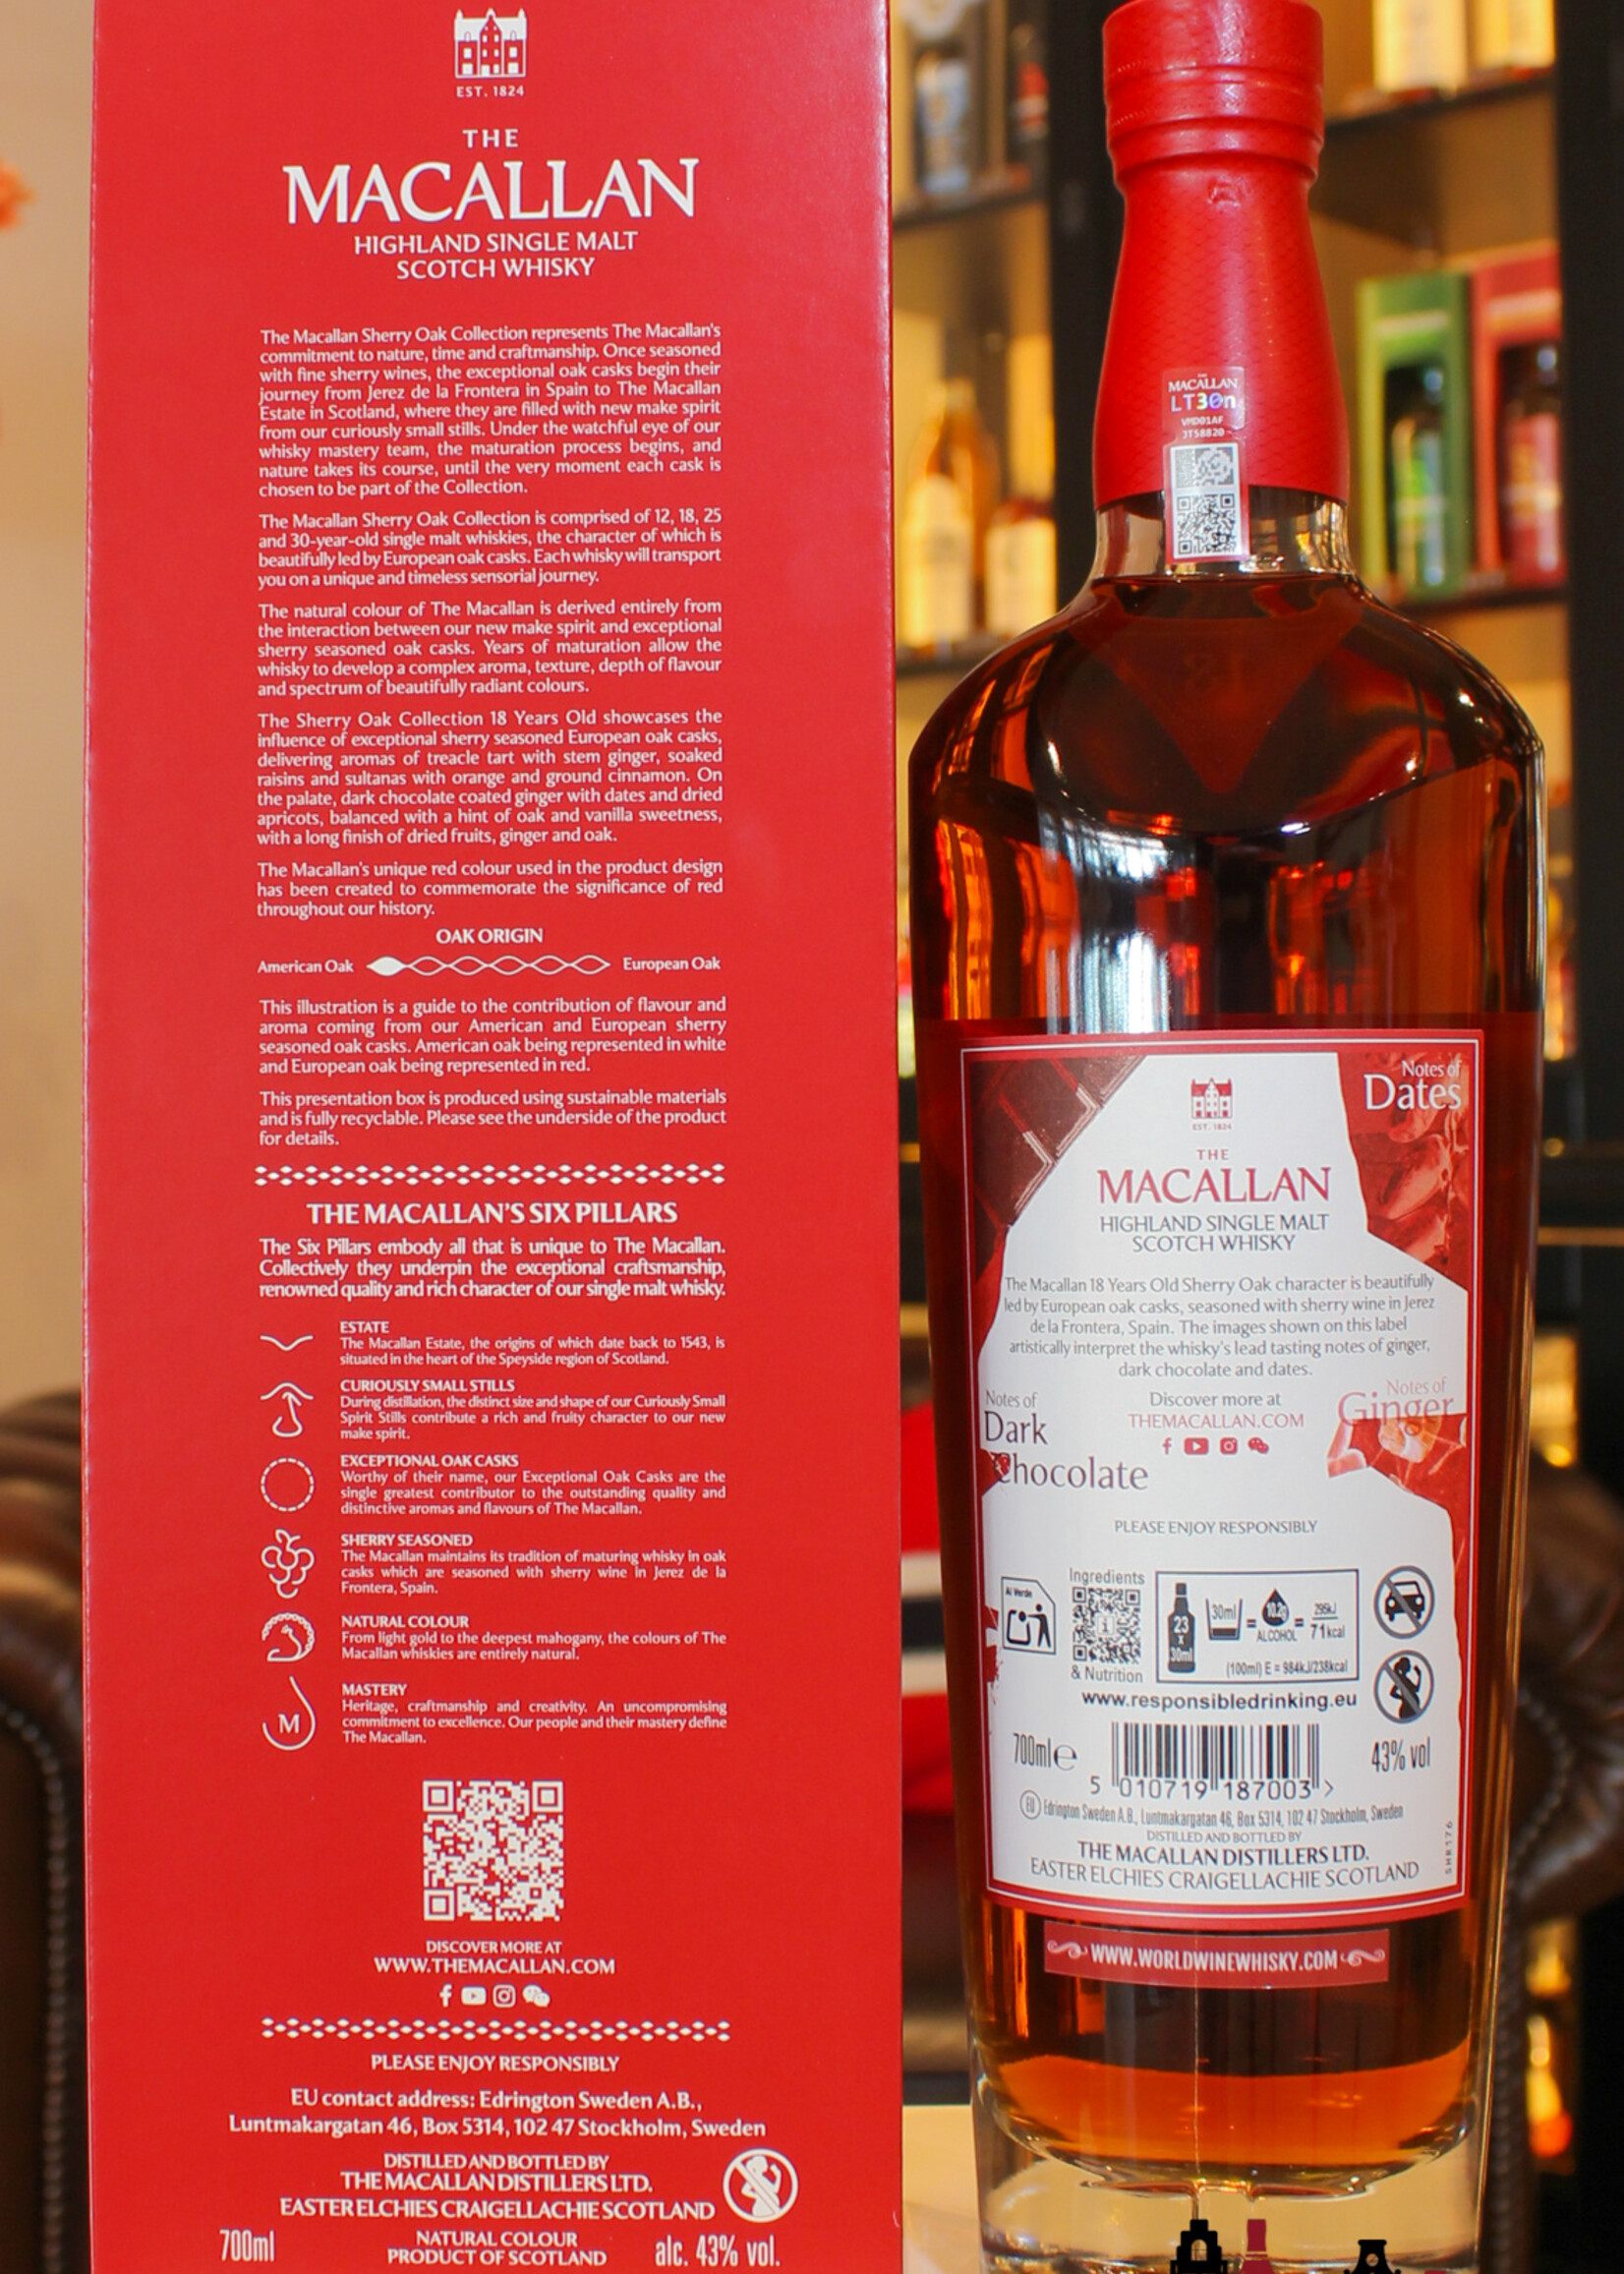 EST. 1824
THE
MACALLAN
HIGHLAND SINGLE MALT
SCOTCH WHISKY
The Macallan Sherry Oak Collection represents The Macallan's
commitment to nature, time and craftmanship. Once seasoned
with fine sherry wines, the exceptional oak casks begin their
journey from Jerez de la Frontera in Spain to The Macallan
Estate in Scotland, where they are filled with new make spirit
from our curiously small stills. Under the watchful eye of our
whisky mastery team, the maturation process begins, and
nature takes its course, until the very moment each cask is
chosen to be part of the Collection.
The Macallan Sherry Oak Collection is comprised of 12, 18, 25
and 30-year-old single malt whiskies, the character of which is
beautifully led by European oak casks. Each whisky will transport
you on a unique and timeless sensorial journey.
The natural colour of The Macallan is derived entirely from
the interaction between our new make spirit and exceptional
sherry seasoned oak casks. Years of maturation allow the
whisky to develop a complex aroma, texture, depth of flavour
and spectrum of beautifully radiant colours.
The Sherry Oak Collection 18 Years Old showcases the
influence of exceptional sherry seasoned European oak casks,
delivering aromas of treacle tart with stem ginger, soaked
raisins and sultanas with orange and ground cinnamon. On
the palate, dark chocolate coated ginger with dates and dried
apricots, balanced with a hint of oak and vanilla sweetness,
with a long finish of dried fruits, ginger and oak.
The Macallan's unique red colour used in the product design
has been created to commemorate the significance of red
throughout our history.
OAK ORIGIN
American Oak European Oak
This illustration is a guide to the contribution of flavour and
aroma coming from our American and European sherry
seasoned oak casks. American oak being represented in white
and European oak being represented in red.
This presentation box is produced using sustainable materials
and is fully recyclable. Please see the underside of the product
for details.
THE MACALLAN'S SIX PILLARS
The Six Pillars embody all that is unique to The Macallan.
Collectively they underpin the exceptional craftsmanship,
renowned quality and rich character of our single malt whisky.
ESTATE
The Macallan Estate, the origins of which date back to 1543, is
situated in the heart of the Speyside region of Scotland.
CURIOUSLY SMALL STILLS
During distillation, the distinct size and shape of our Curiously Small
Spirit Stills contribute a rich and fruity character to our new
make spirit.
EXCEPTIONAL OAK CASKS
Worthy of their name, our Exceptional Oak Casks are the
single greatest contributor to the outstanding quality and
distinctive aromas and flavours of The Macallan.
SHERRY SEASONED
The Macallan maintains its tradition of maturing whisky in oak
casks which are seasoned with sherry wine in Jerez de la
Frontera, Spain.
NATURAL COLOUR
From light gold to the deepest mahogany, the colours of The
Macallan whiskies are entirely natural.
MASTERY
M
Heritage, craftmanship and creativity. An uncompromising
commitment to excellence. Our people and their mastery define
The Macallan.
DISCOVER MORE AT
WWW.THEMACALLAN.COM
PLEASE ENJOY RESPONSIBLY
EU contact address: Edrington Sweden A.B.,
Luntmakargatan 46, Box 5314, 102 47 Stockholm, Sweden
DISTILLED AND BOTTLED BY
THE MACALLAN DISTILLERS LTD.
EASTER ELCHIES CRAIGELLACHIE SCOTLAND
700ml
NATURAL COLOUR
PRODUCT OF SCOTLAND
alc. 43% vol.
MACALLAN
LT30n
VMD01AF
JT58820
Notes of
Dates
EST. 1824
THE
MACALLAN
HIGHLAND SINGLE MALT
SCOTCH WHISKY
The Macallan 18 Years Old Sherry Oak character is beautifully
led by European oak casks, seasoned with sherry wine in Jerez
de la Frontera, Spain. The images shown on this label
artistically interpret the whisky's lead tasting notes of ginger,
dark chocolate and dates.
Notes of
Dark
Chocolate
Discover more at
THEMACALLAN.COM
Notes of
Ginger
PLEASE ENJOY RESPONSIBLY
Al Verde
Ingredients
& Nutrition
23
x
30ml
30ml = 10,2g ALCOHOL = 295kJ
71kcal
(100ml) E = 984kJ/238kcal
www.responsibledrinking.eu
700ml e
43% vol
5 010719 187003 >
EU Edrington Sweden A.B., Luntmakargatan 46, Box 5314, 102 47 Stockholm, Sweden
DISTILLED AND BOTTLED BY
THE MACALLAN DISTILLERS LTD.
EASTER ELCHIES CRAIGELLACHIE SCOTLAND
SHR176
WWW.WORLDWINEWHISKY.COM